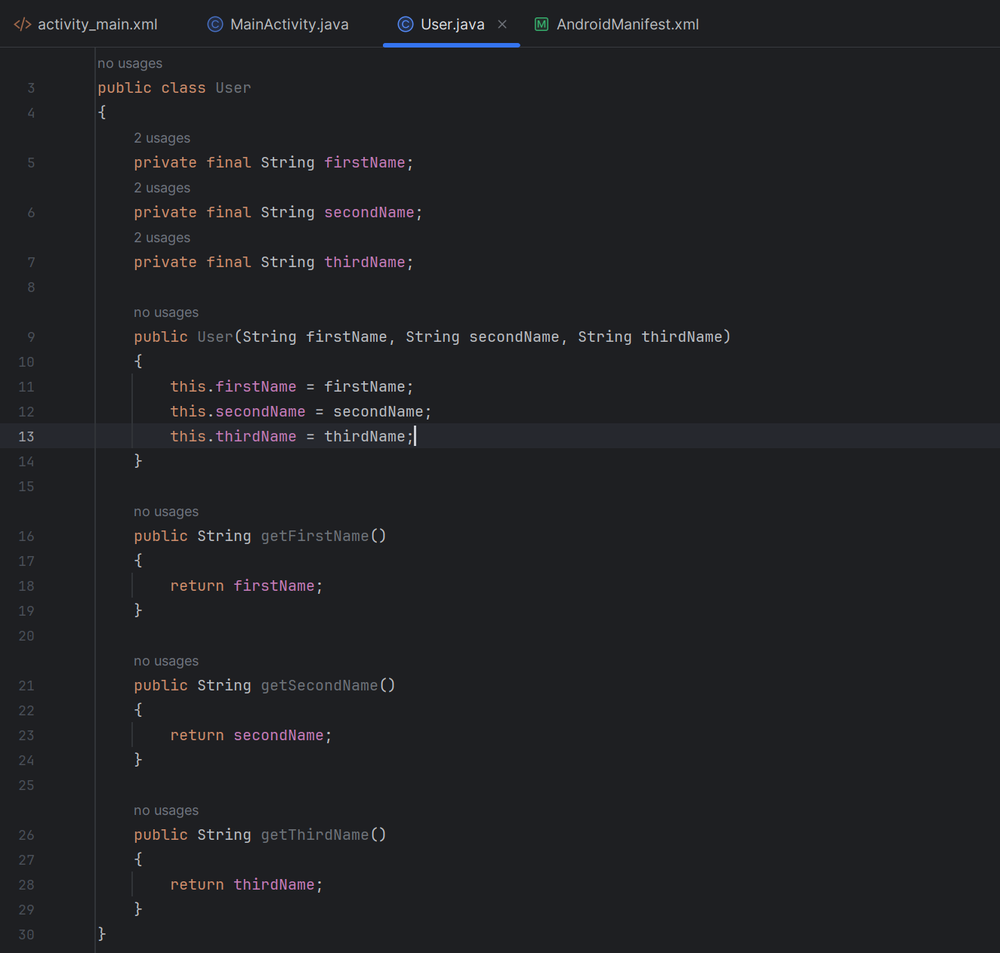 activity_main.xml MainActivity.java User.java AndroidManifest.xml
no usages
3 public class User
4 {
2 usages
5 private final String firstName;
2 usages
6 private final String secondName;
2 usages
7 private final String thirdName;
8
no usages
9 public User(String firstName, String secondName, String thirdName)
10 {
11 this.firstName = firstName;
12 this.secondName = secondName;
13 this.thirdName = thirdName;
14 }
15
no usages
16 public String getFirstName()
17 {
18 return firstName;
19 }
20
no usages
21 public String getSecondName()
22 {
23 return secondName;
24 }
25
no usages
26 public String getThirdName()
27 {
28 return thirdName;
29 }
30 }